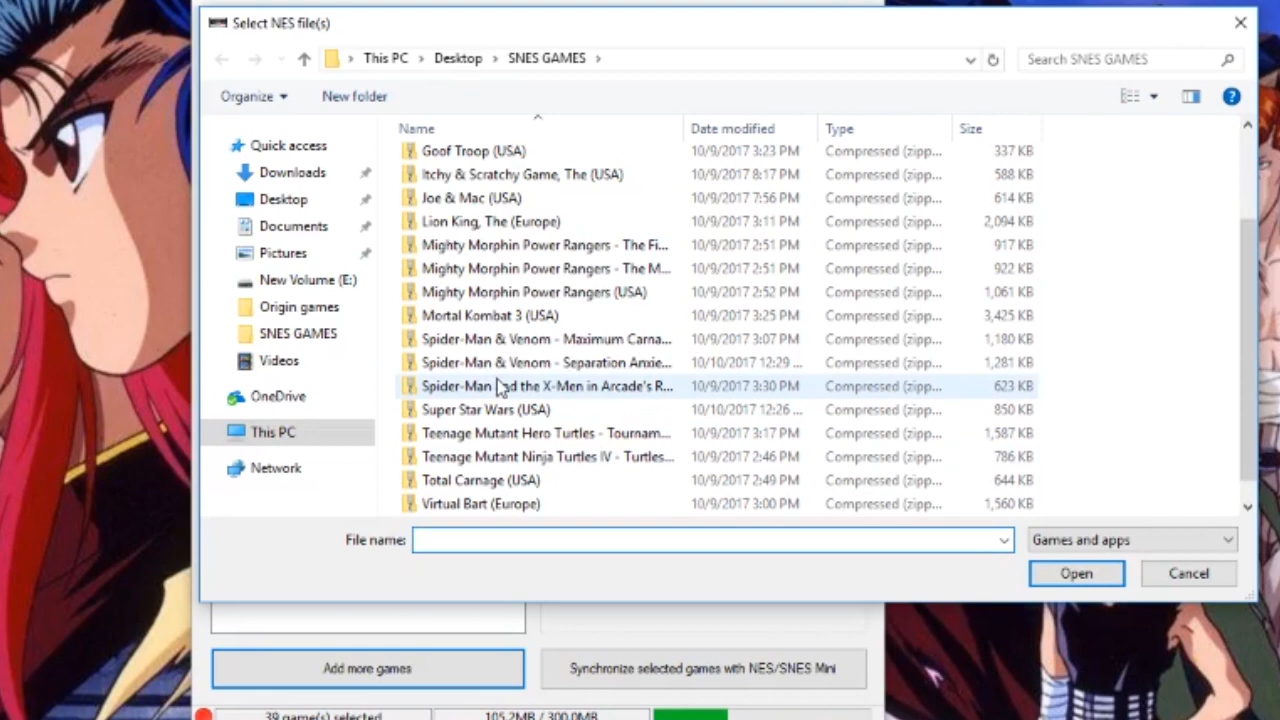 Select NES file(s)
This PC > Desktop > SNES GAMES >
Search SNES GAMES
Organize
New folder
Name
Date modified
Type
Size
Quick access
Downloads
Desktop
Documents
Pictures
New Volume (E:)
Origin games
SNES GAMES
Videos
OneDrive
This PC
Network
Goof Troop (USA) 10/9/2017 3:23 PM Compressed (zipp... 337 KB
Itchy & Scratchy Game, The (USA) 10/9/2017 8:17 PM Compressed (zipp... 588 KB
Joe & Mac (USA) 10/9/2017 7:56 PM Compressed (zipp... 614 KB
Lion King, The (Europe) 10/9/2017 3:11 PM Compressed (zipp... 2,094 KB
Mighty Morphin Power Rangers - The Fi... 10/9/2017 2:51 PM Compressed (zipp... 917 KB
Mighty Morphin Power Rangers - The M... 10/9/2017 2:51 PM Compressed (zipp... 922 KB
Mighty Morphin Power Rangers (USA) 10/9/2017 2:52 PM Compressed (zipp... 1,061 KB
Mortal Kombat 3 (USA) 10/9/2017 3:25 PM Compressed (zipp... 3,425 KB
Spider-Man & Venom - Maximum Carna... 10/9/2017 3:07 PM Compressed (zipp... 1,180 KB
Spider-Man & Venom - Separation Anxie... 10/10/2017 12:29 ... Compressed (zipp... 1,281 KB
Spider-Man and the X-Men in Arcade's R... 10/9/2017 3:30 PM Compressed (zipp... 623 KB
Super Star Wars (USA) 10/10/2017 12:26 ... Compressed (zipp... 850 KB
Teenage Mutant Hero Turtles - Tournam... 10/9/2017 3:17 PM Compressed (zipp... 1,587 KB
Teenage Mutant Ninja Turtles IV - Turtles... 10/9/2017 2:46 PM Compressed (zipp... 786 KB
Total Carnage (USA) 10/9/2017 2:49 PM Compressed (zipp... 644 KB
Virtual Bart (Europe) 10/9/2017 3:00 PM Compressed (zipp... 1,560 KB
File name:
Games and apps
Open
Cancel
Add more games
Synchronize selected games with NES/SNES Mini
39 game(s) selected
105.2MB / 300.0MB